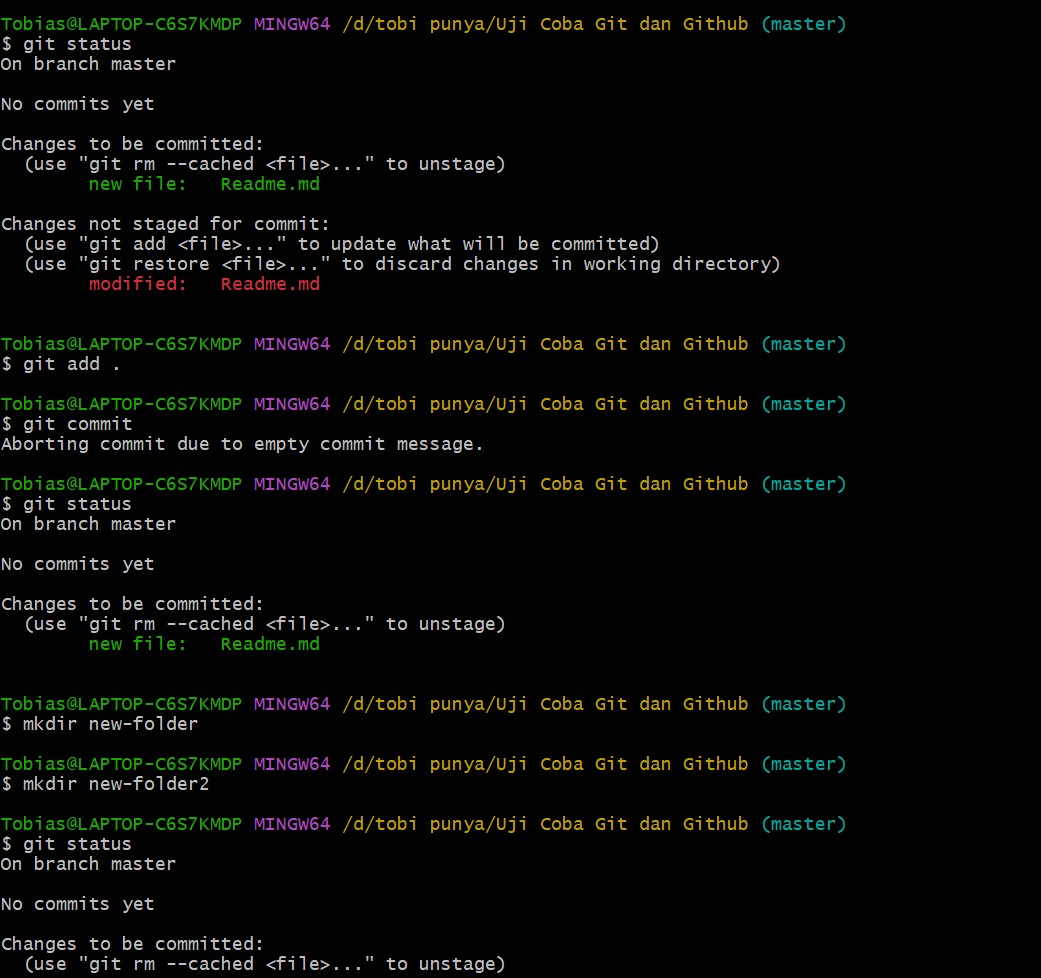 Tobias@LAPTOP-C6S7KMDP MINGW64 /d/tobi punya/Uji Coba Git dan Github (master)
$ git status
On branch master
No commits yet
Changes to be committed:
  (use "git rm --cached <file>..." to unstage)
        new file:   Readme.md
Changes not staged for commit:
  (use "git add <file>..." to update what will be committed)
  (use "git restore <file>..." to discard changes in working directory)
        modified:   Readme.md
Tobias@LAPTOP-C6S7KMDP MINGW64 /d/tobi punya/Uji Coba Git dan Github (master)
$ git add .
Tobias@LAPTOP-C6S7KMDP MINGW64 /d/tobi punya/Uji Coba Git dan Github (master)
$ git commit
Aborting commit due to empty commit message.
Tobias@LAPTOP-C6S7KMDP MINGW64 /d/tobi punya/Uji Coba Git dan Github (master)
$ git status
On branch master
No commits yet
Changes to be committed:
  (use "git rm --cached <file>..." to unstage)
        new file:   Readme.md
Tobias@LAPTOP-C6S7KMDP MINGW64 /d/tobi punya/Uji Coba Git dan Github (master)
$ mkdir new-folder
Tobias@LAPTOP-C6S7KMDP MINGW64 /d/tobi punya/Uji Coba Git dan Github (master)
$ mkdir new-folder2
Tobias@LAPTOP-C6S7KMDP MINGW64 /d/tobi punya/Uji Coba Git dan Github (master)
$ git status
On branch master
No commits yet
Changes to be committed:
  (use "git rm --cached <file>..." to unstage)